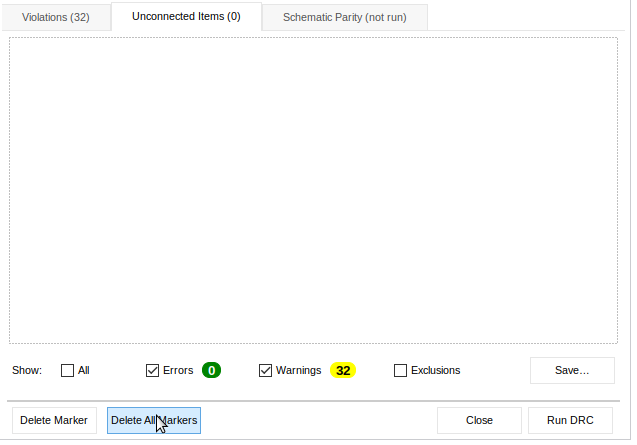 Violations (32) Unconnected Items (0) Schematic Parity (not run)
Show: All Errors 0 Warnings 32 Exclusions Save...
Delete Marker Delete All Markers Close Run DRC